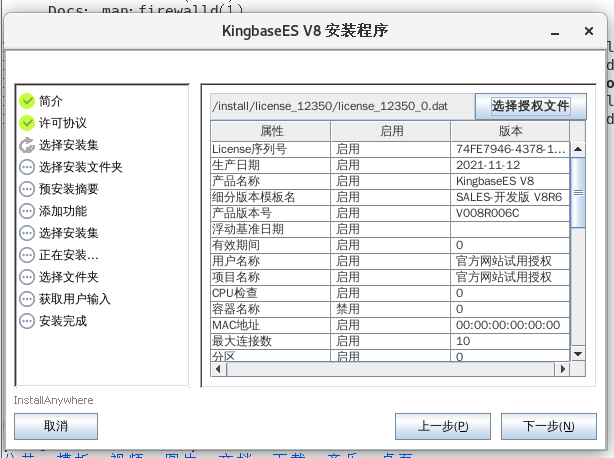 Docs: man:firewalld(1)
KingbaseES V8 安装程序
简介
许可协议
选择安装集
选择安装文件夹
预安装摘要
添加功能
选择安装集
正在安装...
选择文件夹
获取用户输入
安装完成
/install/license_12350/license_12350_0.dat 选择授权文件
属性 启用 版本
License序列号 启用 74FE7946-4378-1...
生产日期 启用 2021-11-12
产品名称 启用 KingbaseES V8
细分版本模板名 启用 SALES-开发版 V8R6
产品版本号 启用 V008R006C
浮动基准日期 启用
有效期间 启用 0
用户名称 启用 官方网站试用授权
项目名称 启用 官方网站试用授权
CPU检查 启用 0
容器名称 禁用 0
MAC地址 启用 00:00:00:00:00:00
最大连接数 启用 10
分区 启用 0
InstallAnywhere
取消 上一步(P) 下一步(N)